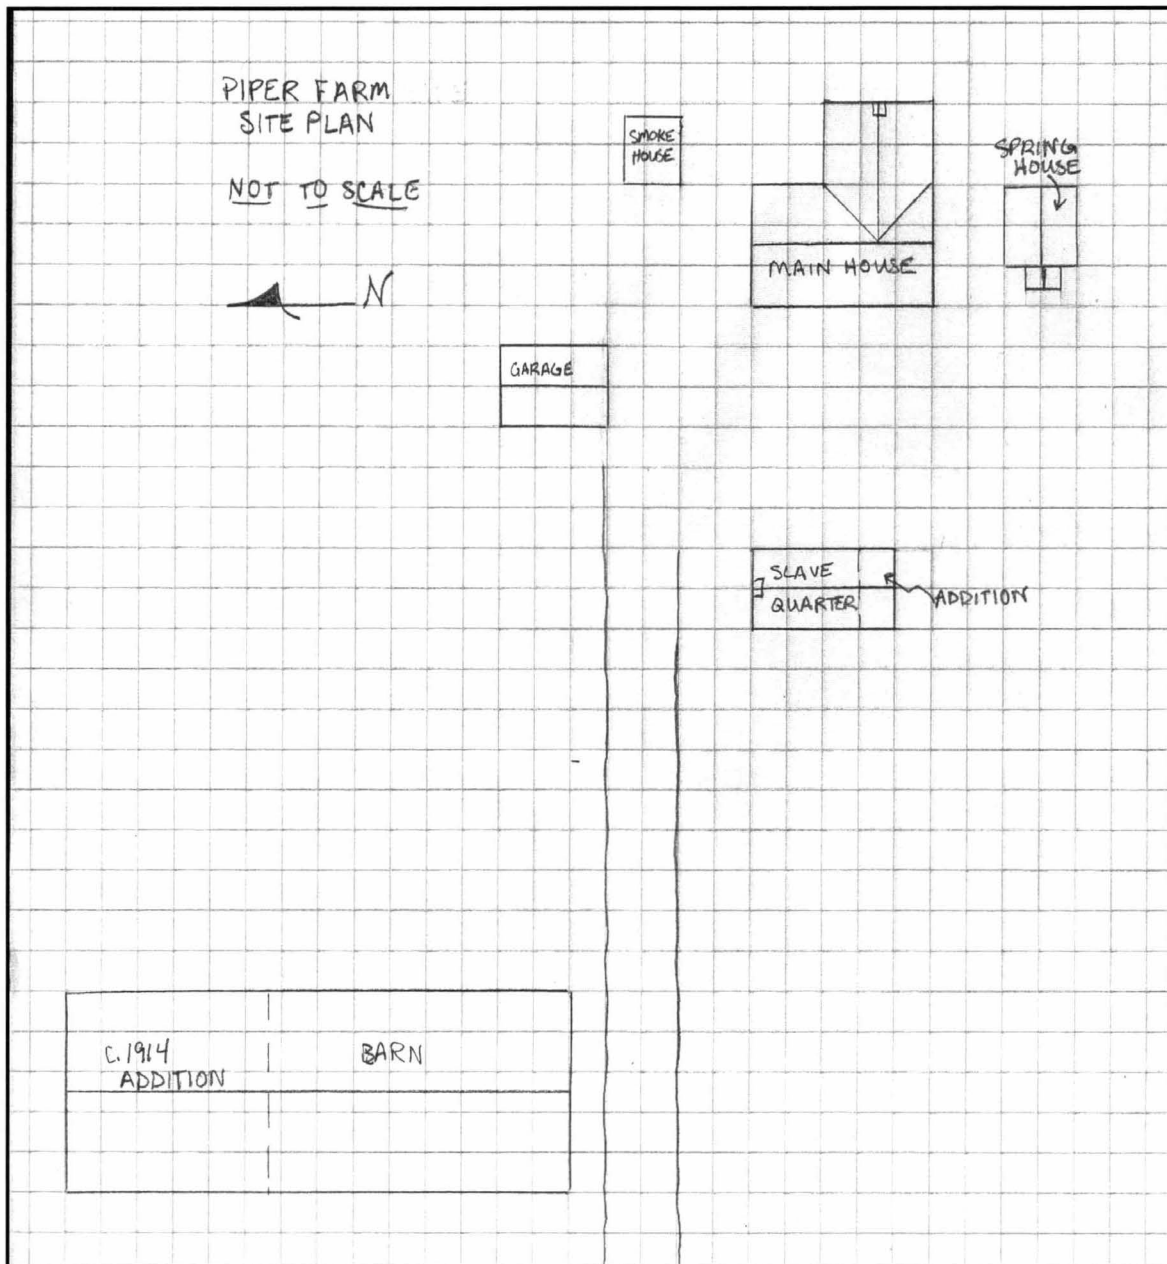 PIPER FARM
SITE PLAN
NOT TO SCALE
N
SMOKE
HOUSE
SPRING
HOUSE
MAIN HOUSE
GARAGE
SLAVE
QUARTER
ADDITION
C. 1914
ADDITION
BARN